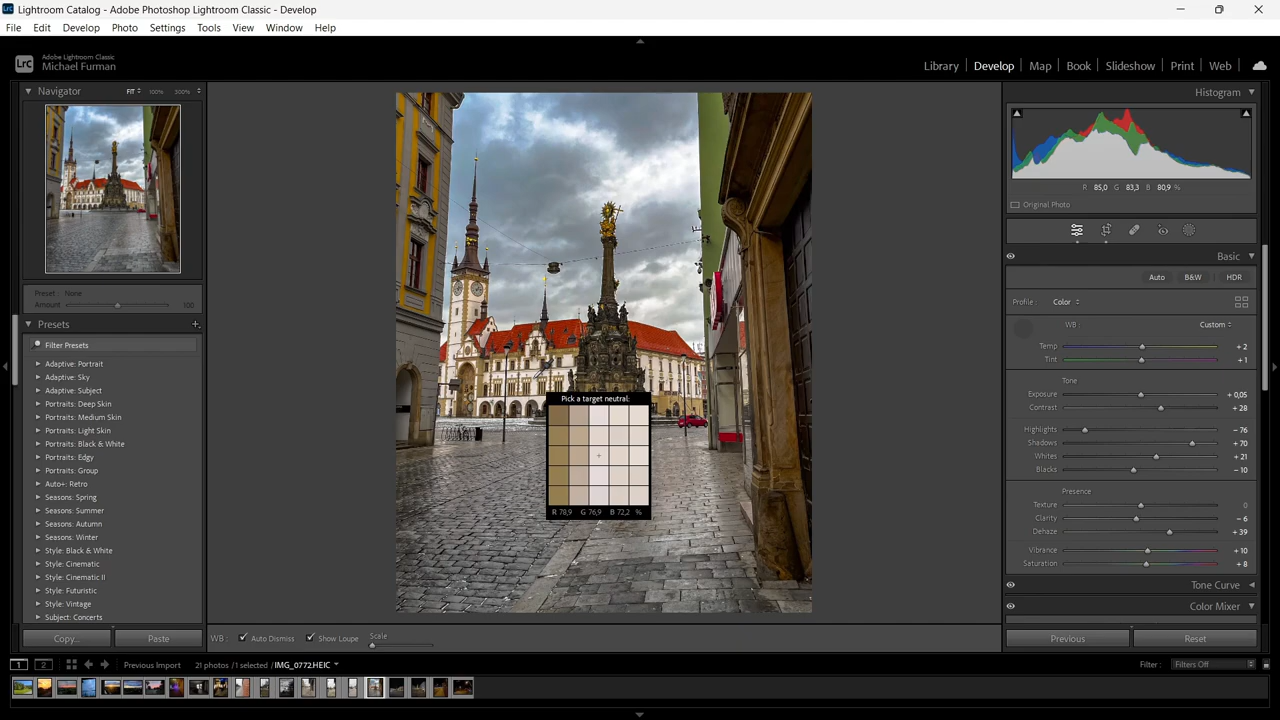 Lightroom Catalog - Adobe Photoshop Lightroom Classic - Develop
File Edit Develop Photo Settings Tools View Window Help
Lrc
Adobe Lightroom Classic
Michael Furman
Library | Develop | Map | Book | Slideshow | Print | Web
Navigator FIT 100% 300%
Preset : None
Amount 100
Presets +
Filter Presets
Adaptive: Portrait
Adaptive: Sky
Adaptive: Subject
Portraits: Deep Skin
Portraits: Medium Skin
Portraits: Light Skin
Portraits: Black & White
Portraits: Edgy
Portraits: Group
Auto+: Retro
Seasons: Spring
Seasons: Summer
Seasons: Autumn
Seasons: Winter
Style: Black & White
Style: Cinematic
Style: Cinematic II
Style: Futuristic
Style: Vintage
Subject: Concerts
Copy... Paste
Pick a target neutral:
R 78,9 G 76,9 B 72,2 %
WB : Auto Dismiss Show Loupe Scale
Histogram
R 85,0 G 83,3 B 80,9 %
Original Photo
Basic
Auto B&W HDR
Profile : Color
WB : Custom
Temp + 2
Tint + 1
Tone
Exposure + 0,05
Contrast + 28
Highlights − 76
Shadows + 70
Whites + 21
Blacks − 10
Presence
Texture 0
Clarity − 6
Dehaze + 39
Vibrance + 10
Saturation + 8
Tone Curve
Color Mixer
Previous Reset
1 2 Previous Import 21 photos / 1 selected / IMG_0772.HEIC Filter : Filters Off